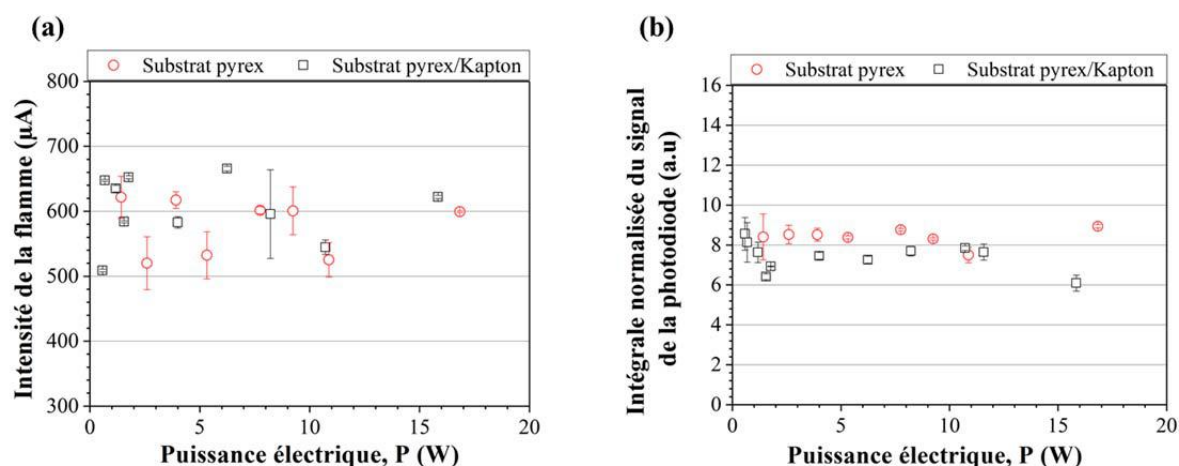 (a)
Substrat pyrex Substrat pyrex/Kapton
Intensité de la flamme (µA)
800
700
600
500
400
300
0 5 10 15 20
Puissance électrique, P (W)
(b)
Substrat pyrex Substrat pyrex/Kapton
Intégrale normalisée du signal
de la photodiode (a.u)
16
14
12
10
8
6
4
2
0
0 5 10 15 20
Puissance électrique, P (W)